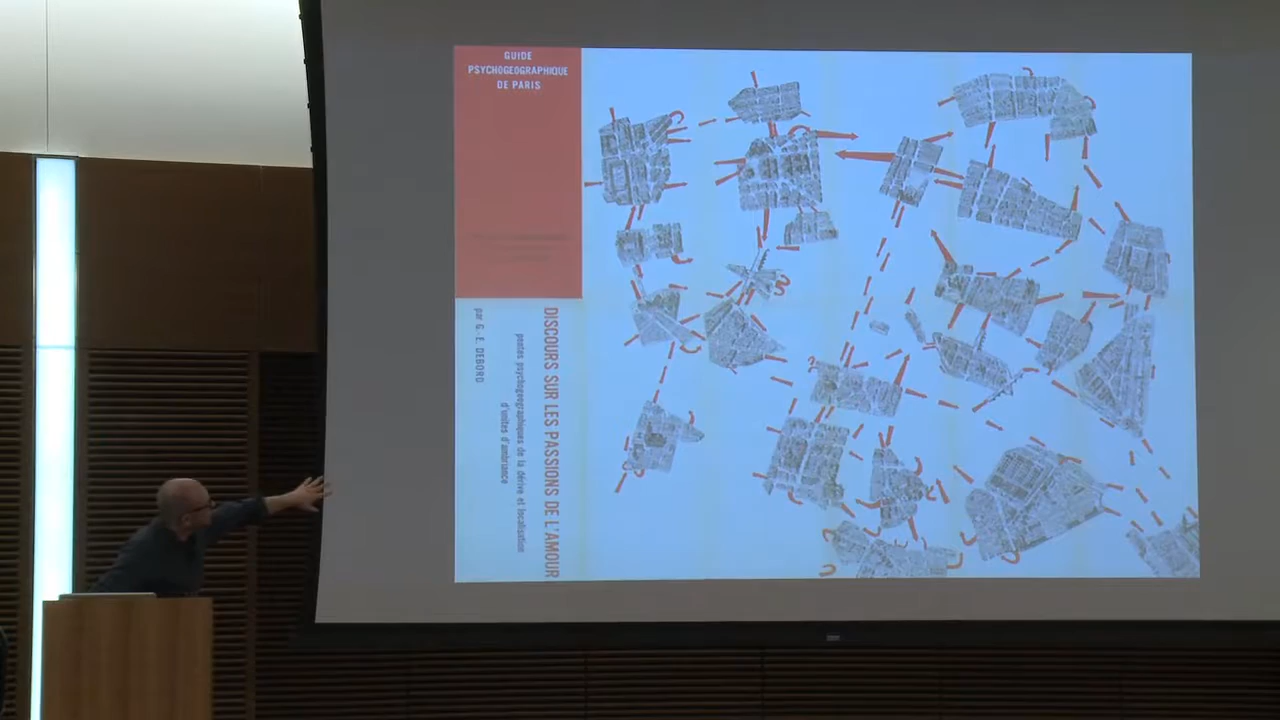 GUIDE
PSYCHOGEOGRAPHIQUE
DE PARIS
DISCOURS SUR LES PASSIONS DE L'AMOUR
pentes psychogeographiques de la dérive et localisation
d'unités d'ambiance
par G.-E. DEBORD